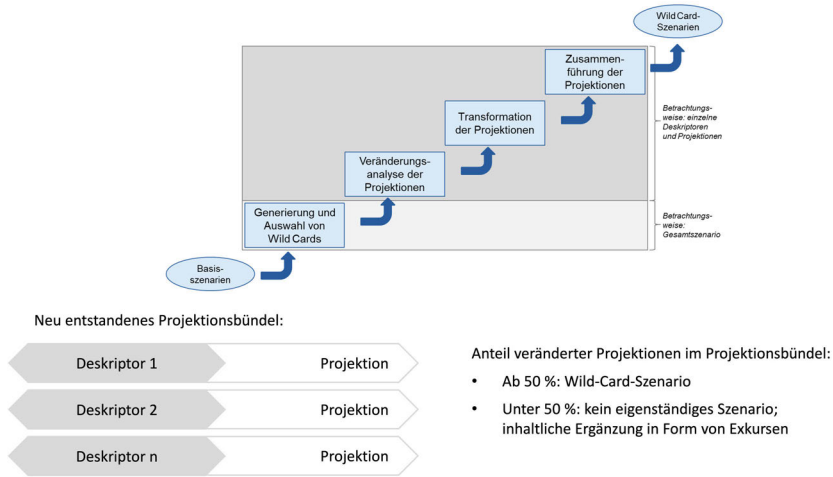 Wild Card-
Szenarien
Zusammen-
führung der
Projektionen
Betrachtungs-
weise: einzelne
Deskriptoren
und Projektionen
Transformation
der Projektionen
Veränderungs-
analyse der
Projektionen
Generierung und
Auswahl von
Wild Cards
Betrachtungs-
weise:
Gesamtszenario
Basis-
szenarien
Neu entstandenes Projektionsbündel:
Deskriptor 1 Projektion
Deskriptor 2 Projektion
Deskriptor n Projektion
Anteil veränderter Projektionen im Projektionsbündel:
• Ab 50 %: Wild-Card-Szenario
• Unter 50 %: kein eigenständiges Szenario;
inhaltliche Ergänzung in Form von Exkursen